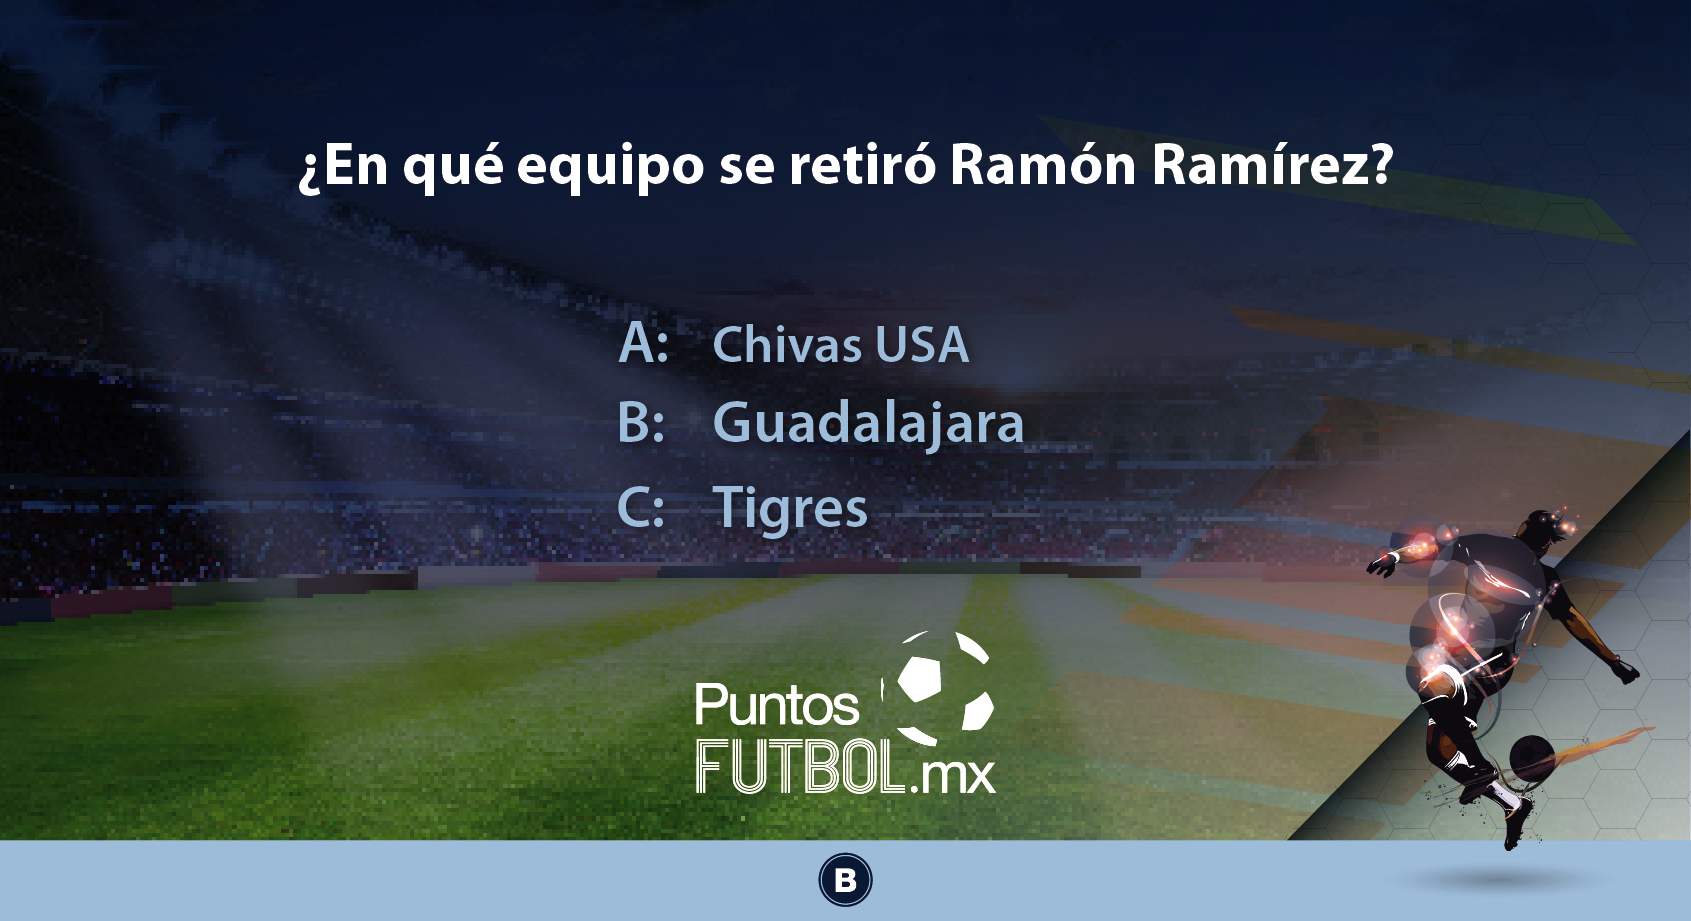 ¿En qué equipo se retiró Ramón Ramírez?
A: Chivas USA
B: Guadalajara
C: Tigres
Puntos
FUTBOL.mx
B